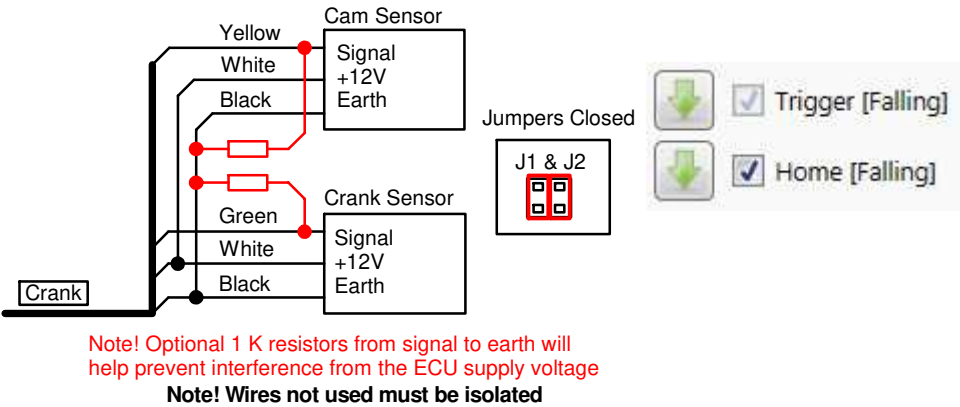 Cam Sensor
Yellow
Signal
White
+12V
Black
Earth
Jumpers Closed
J1 & J2
Trigger [Falling]
Home [Falling]
Crank Sensor
Green
Signal
White
+12V
Black
Earth
Crank
Note! Optional 1 K resistors from signal to earth will
help prevent interference from the ECU supply voltage
Note! Wires not used must be isolated